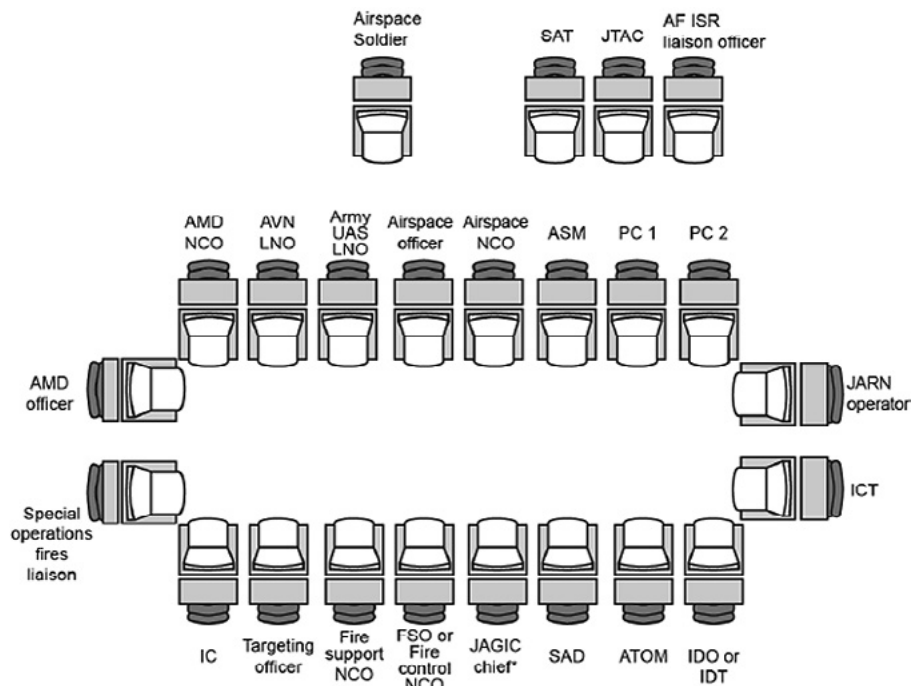 Airspace
Soldier
SAT
JTAC
AF ISR
liaison officer
AMD
NCO
AVN
LNO
Army
UAS
LNO
Airspace
officer
Airspace
NCO
ASM
PC 1
PC 2
AMD
officer
JARN
operator
Special
operations
fires
liaison
ICT
IC
Targeting
officer
Fire
support
NCO
FSO or
Fire
control
NCO
JAGIC
chief*
SAD
ATOM
IDO or
IDT